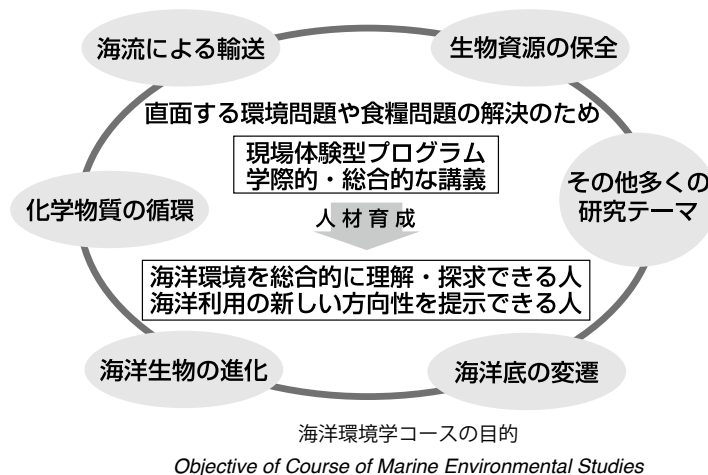 海流による輸送
生物資源の保全
直面する環境問題や食糧問題の解決のため
現場体験型プログラム
学際的・総合的な講義
その他多くの
研究テーマ
化学物質の循環
人材育成
海洋環境を総合的に理解・探求できる人
海洋利用の新しい方向性を提示できる人
海洋生物の進化
海洋底の変遷
海洋環境学コースの目的
Objective of Course of Marine Environmental Studies